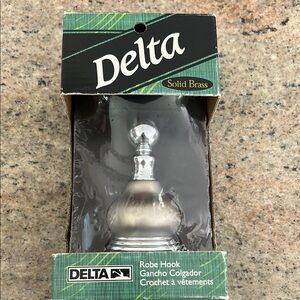 Delta
Solid Brass
DELTA
Robe Hook
Gancho Colgador
Crochet à vêtements